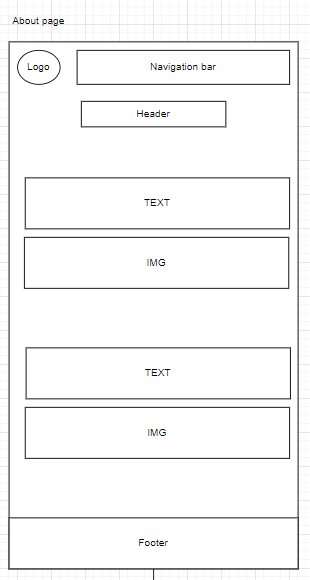 About page
Logo
Navigation bar
Header
TEXT
IMG
TEXT
IMG
Footer